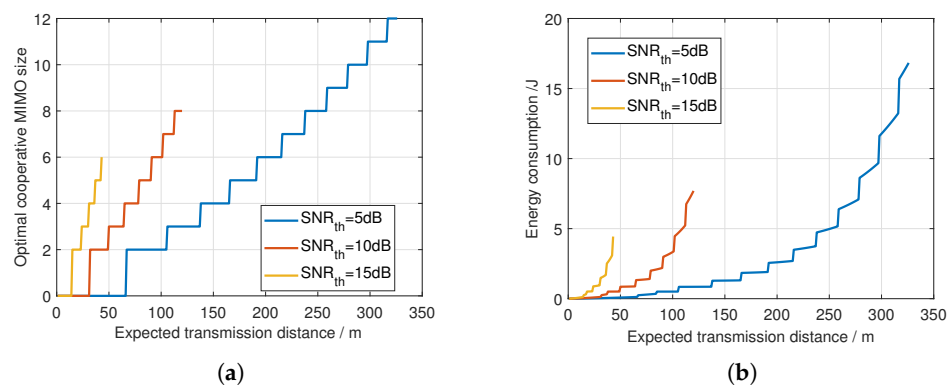 12
10
8
6
4
2
0
Optimal cooperative MIMO size
SNR_th=5dB
SNR_th=10dB
SNR_th=15dB
0 50 100 150 200 250 300 350
Expected transmission distance / m
(a)
20
15
10
5
0
Energy consumption /J
SNR_th=5dB
SNR_th=10dB
SNR_th=15dB
0 50 100 150 200 250 300 350
Expected transmission distance / m
(b)